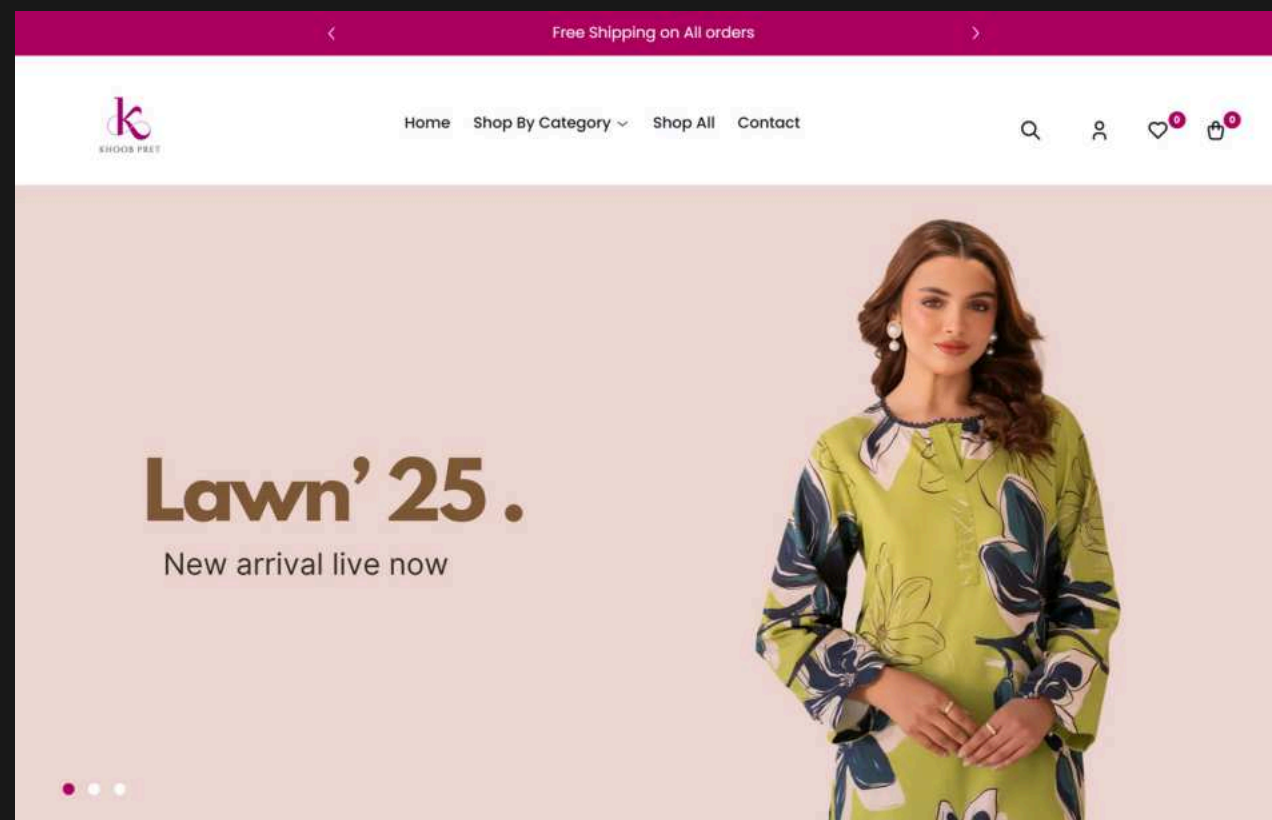 Free Shipping on All orders
k
KHOOB PRET
Home Shop By Category Shop All Contact
0 0
Lawn’ 25 .
New arrival live now